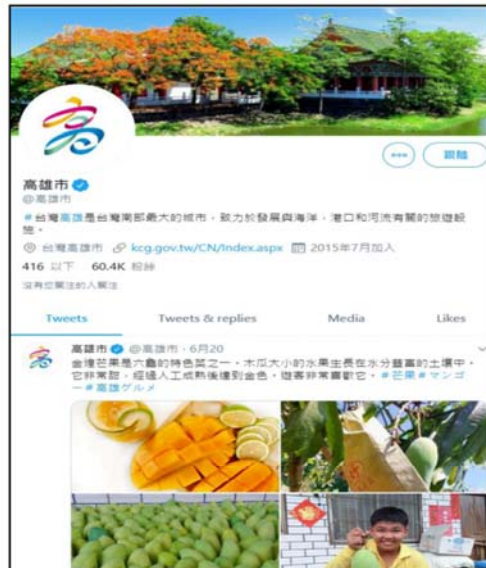 跟隨
高雄市
@高雄市
#台灣高雄是台灣南部最大的城市，致力於發展與海洋，港口和河流有關的旅遊設
施。
台灣高雄市 kcg.gov.tw/CN/Index.aspx 2015年7月加入
416 以下 60.4K 粉絲
沒有您關注的人關注
Tweets Tweets & replies Media Likes
高雄市 @高雄市・6月20
金煌芒果是六龜的特色菜之一。木瓜大小的水果生長在水分豐富的土壤中。
它非常甜，經過人工成熟後達到金色。遊客非常喜歡它。#芒果#マンゴ
ー#高雄グルメ